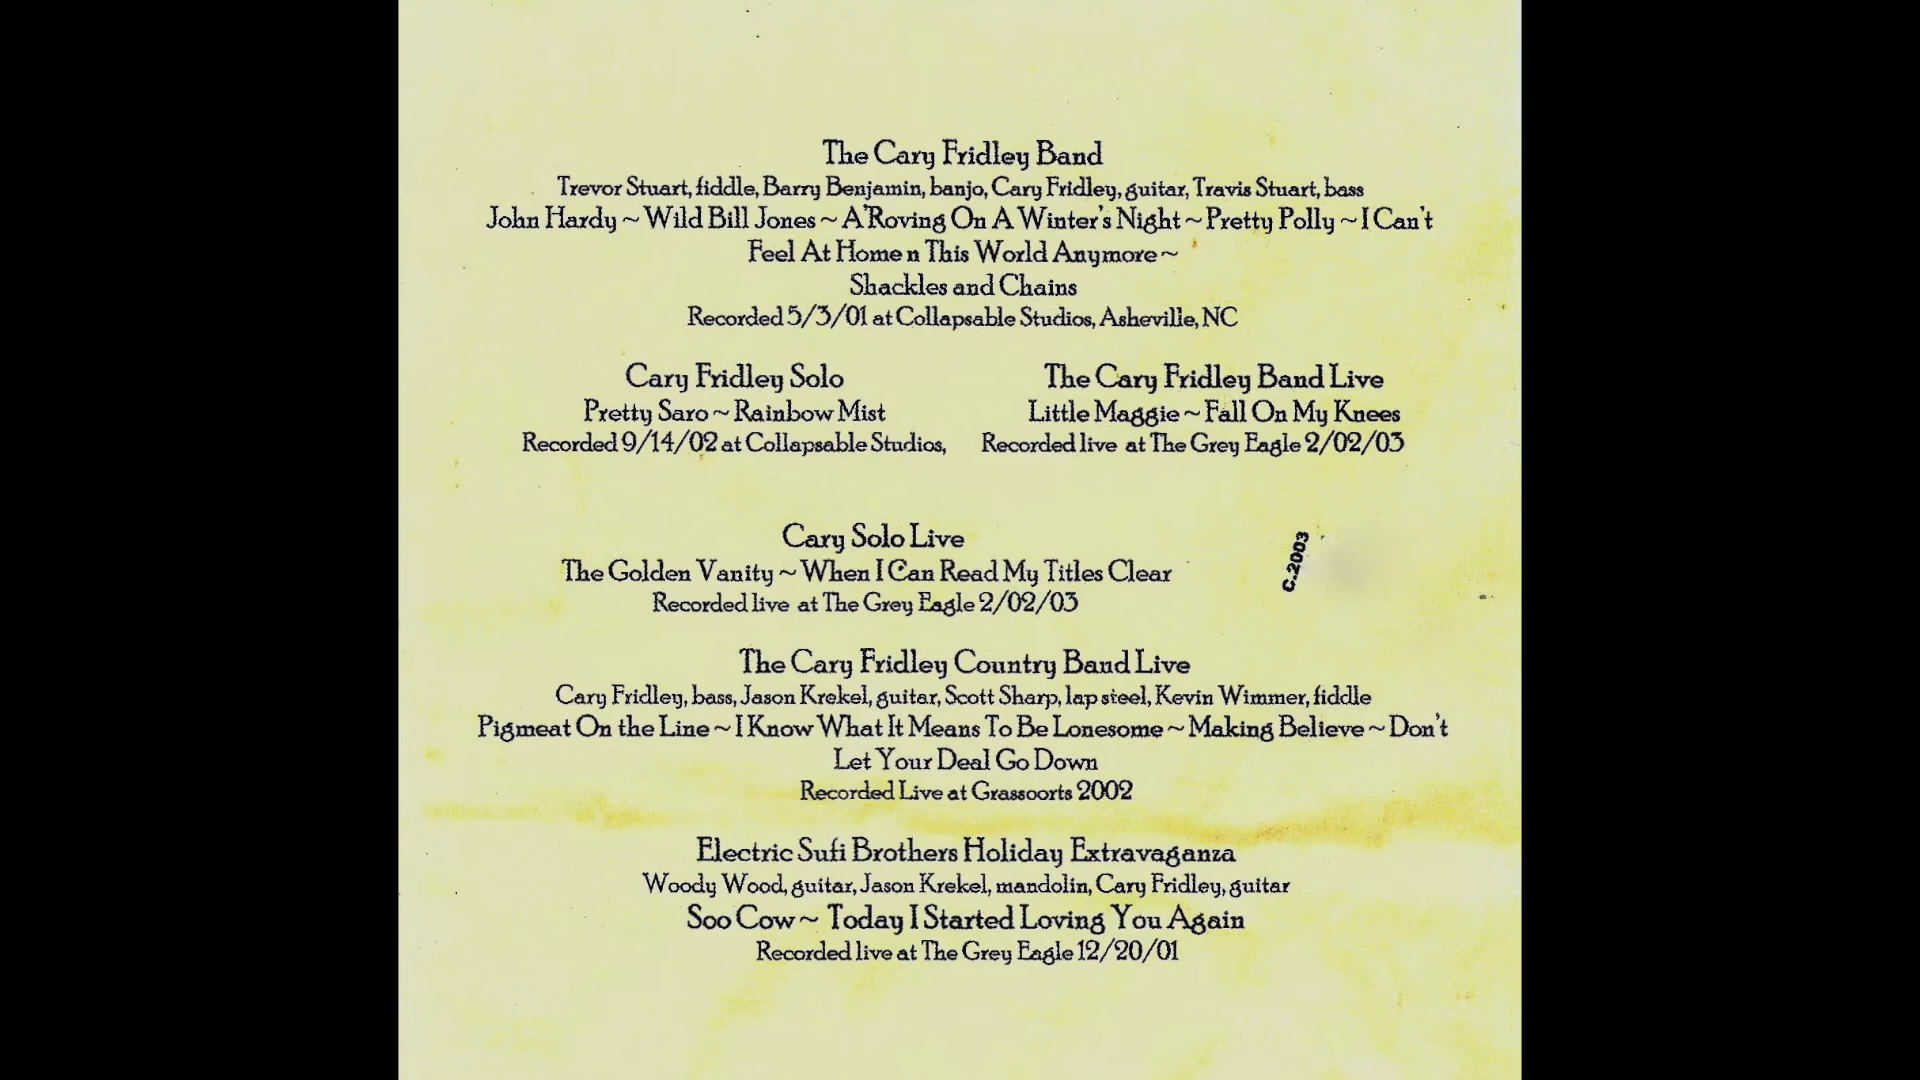 The Cary Fridley Band
Trevor Stuart, fiddle, Barry Benjamin, banjo, Cary Fridley, guitar, Travis Stuart, bass
John Hardy ~ Wild Bill Jones ~ A'Roving On A Winter's Night ~ Pretty Polly ~ I Can't
Feel At Home n This World Anymore ~
Shackles and Chains
Recorded 5/3/01 at Collapsable Studios, Asheville, NC
Cary Fridley Solo
Pretty Saro ~ Rainbow Mist
Recorded 9/14/02 at Collapsable Studios,
The Cary Fridley Band Live
Little Maggie ~ Fall On My Knees
Recorded live at The Grey Eagle 2/02/03
Cary Solo Live
The Golden Vanity ~ When I Can Read My Titles Clear
Recorded live at The Grey Eagle 2/02/03
C.2003
The Cary Fridley Country Band Live
Cary Fridley, bass, Jason Krekel, guitar, Scott Sharp, lap steel, Kevin Wimmer, fiddle
Pigmeat On the Line ~ I Know What It Means To Be Lonesome ~ Making Believe ~ Don't
Let Your Deal Go Down
Recorded Live at Grassoorts 2002
Electric Sufi Brothers Holiday Extravaganza
Woody Wood, guitar, Jason Krekel, mandolin, Cary Fridley, guitar
Soo Cow ~ Today I Started Loving You Again
Recorded live at The Grey Eagle 12/20/01